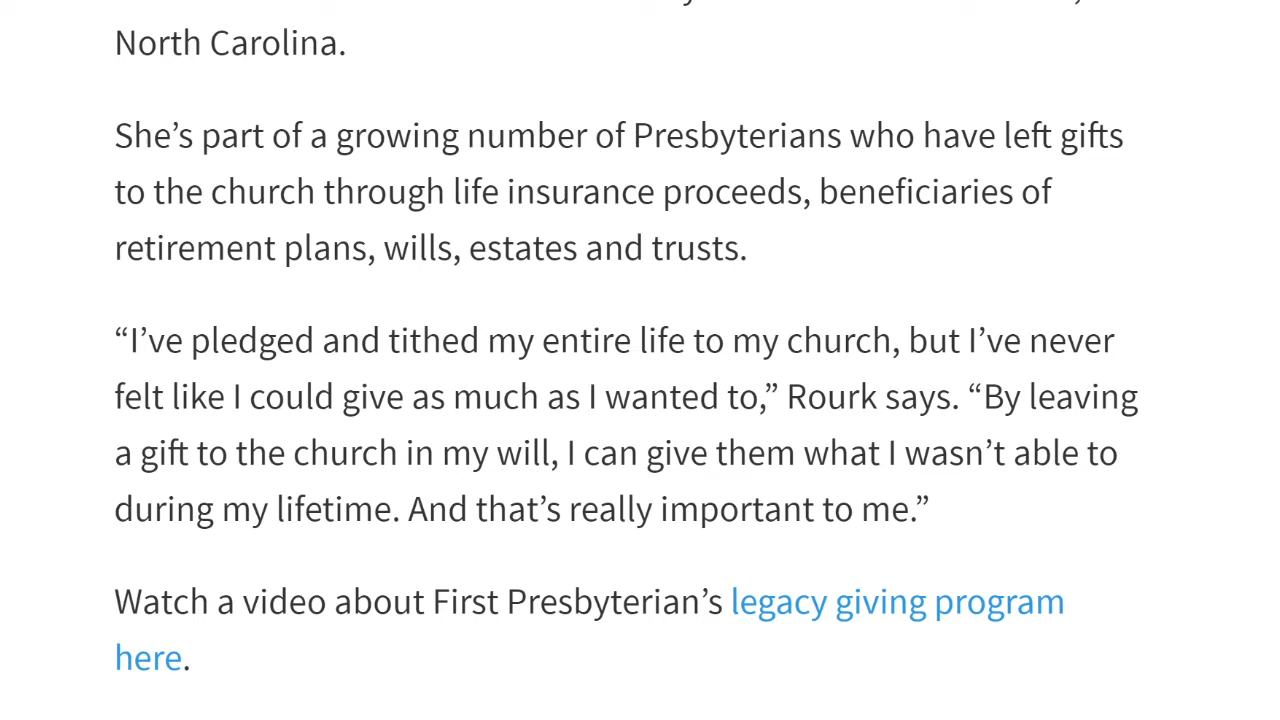 North Carolina.
She’s part of a growing number of Presbyterians who have left gifts
to the church through life insurance proceeds, beneficiaries of
retirement plans, wills, estates and trusts.
“I’ve pledged and tithed my entire life to my church, but I’ve never
felt like I could give as much as I wanted to,” Rourk says. “By leaving
a gift to the church in my will, I can give them what I wasn’t able to
during my lifetime. And that’s really important to me.”
Watch a video about First Presbyterian’s legacy giving program
here.